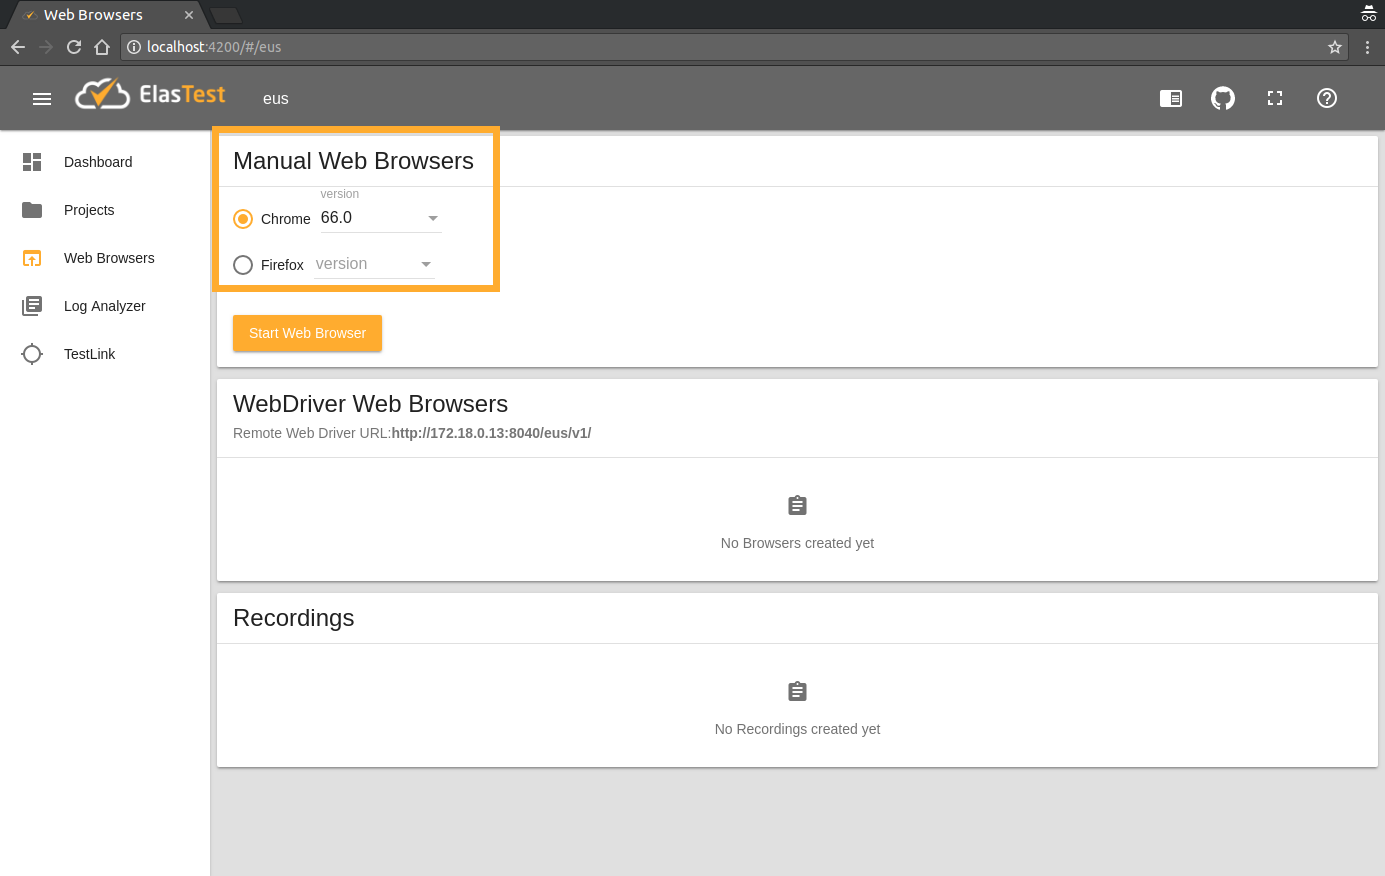 Web Browsers
localhost:4200/#/eus
ElasTest
eus
Dashboard
Projects
Web Browsers
Log Analyzer
TestLink
Manual Web Browsers
version
Chrome 66.0
Firefox version
Start Web Browser
WebDriver Web Browsers
Remote Web Driver URL:http://172.18.0.13:8040/eus/v1/
No Browsers created yet
Recordings
No Recordings created yet